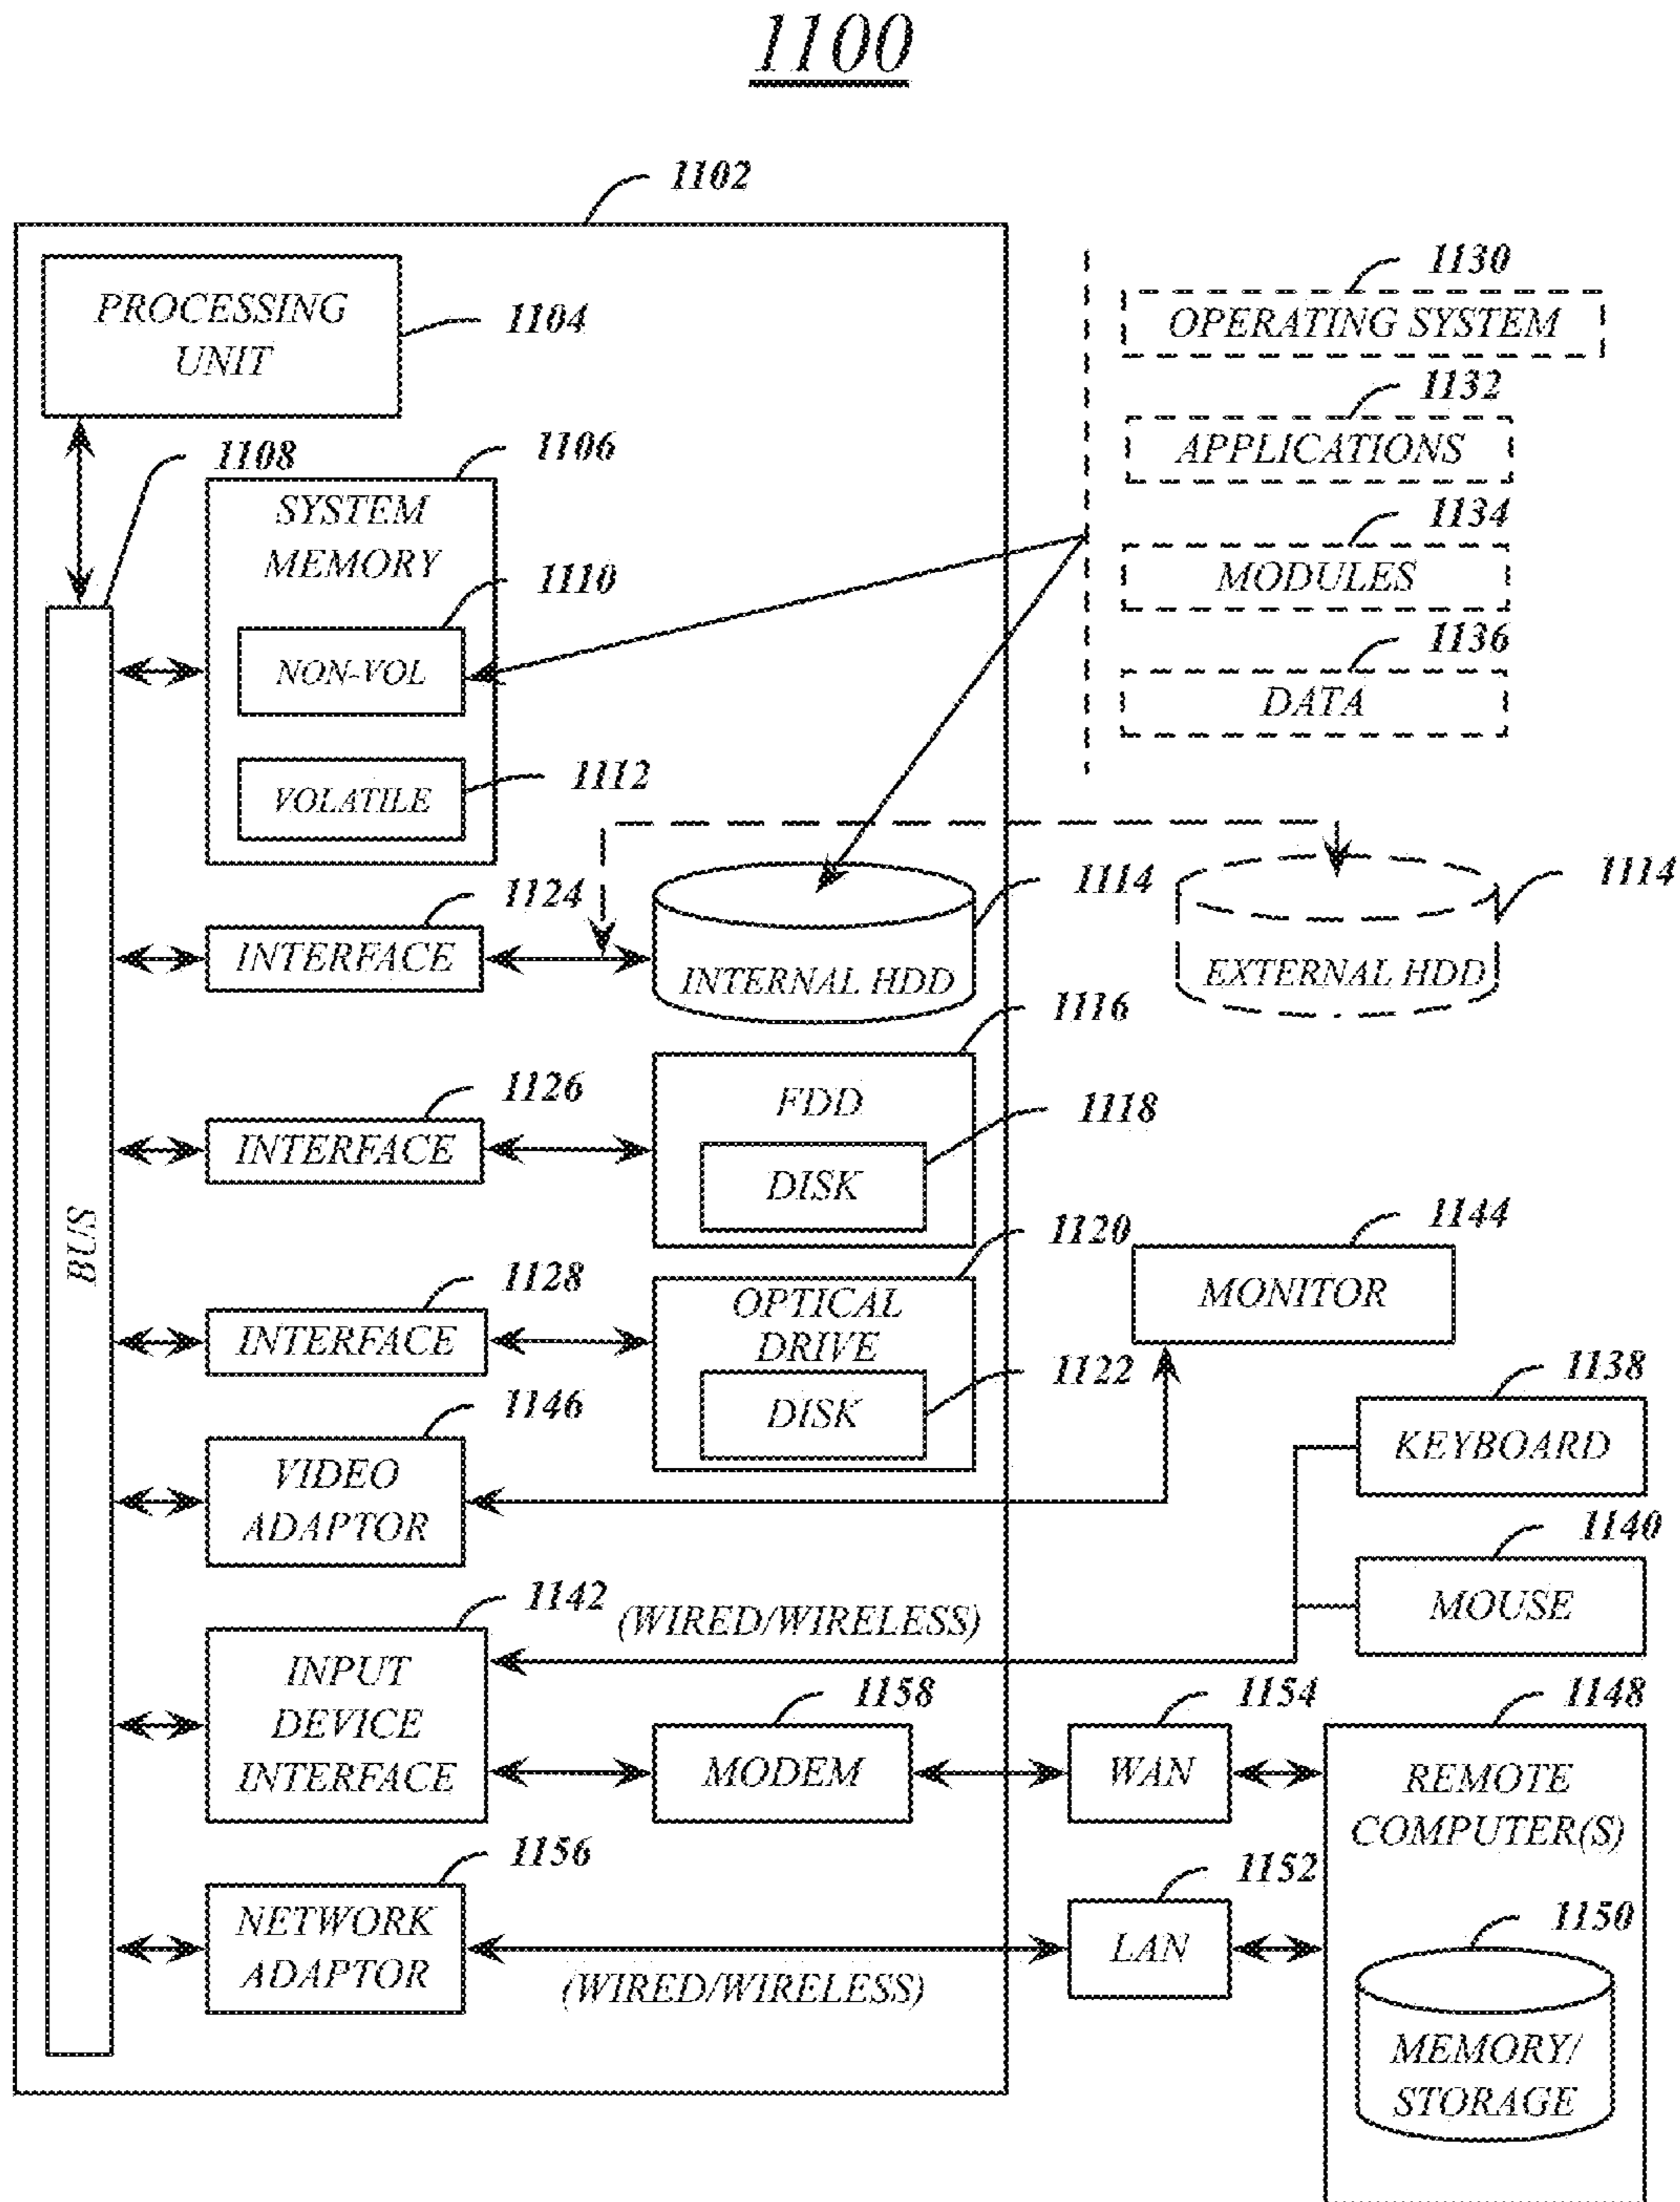 1100
1102
PROCESSING
UNIT
1104
1130
OPERATING SYSTEM
1132
APPLICATIONS
1134
MODULES
1136
DATA
1108
1106
SYSTEM
MEMORY
1110
NON-VOL
1112
VOLATILE
BUS
1124
INTERFACE
1114
INTERNAL HDD
1114
EXTERNAL HDD
1126
INTERFACE
1116
FDD
1118
DISK
1128
INTERFACE
1120
OPTICAL
DRIVE
1122
DISK
1144
MONITOR
1146
VIDEO
ADAPTOR
1138
KEYBOARD
1140
MOUSE
1142
INPUT
DEVICE
INTERFACE
(WIRED/WIRELESS)
1158
MODEM
1154
WAN
1148
REMOTE
COMPUTER(S)
1156
NETWORK
ADAPTOR
(WIRED/WIRELESS)
1152
LAN
1150
MEMORY/
STORAGE